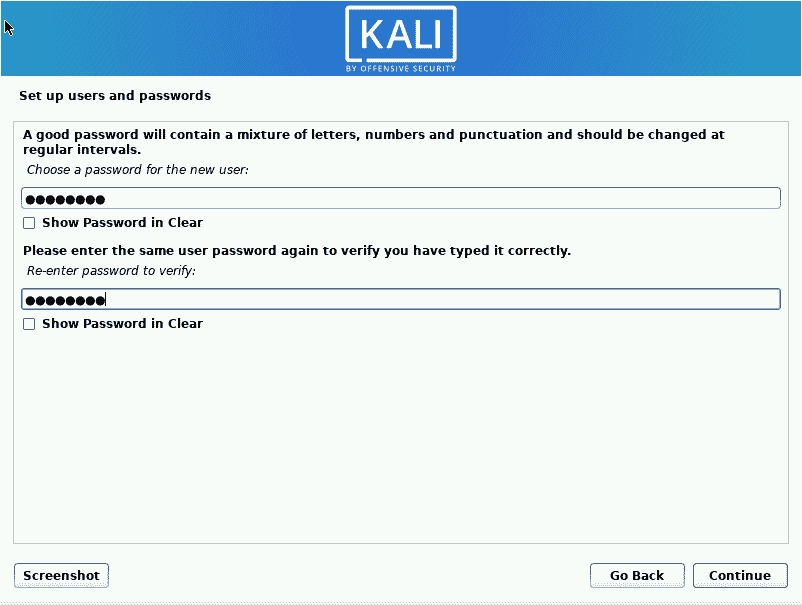 KALI
BY OFFENSIVE SECURITY
Set up users and passwords
A good password will contain a mixture of letters, numbers and punctuation and should be changed at
regular intervals.
Choose a password for the new user:
●●●●●●●●
Show Password in Clear
Please enter the same user password again to verify you have typed it correctly.
Re-enter password to verify:
●●●●●●●●
Show Password in Clear
Screenshot
Go Back
Continue